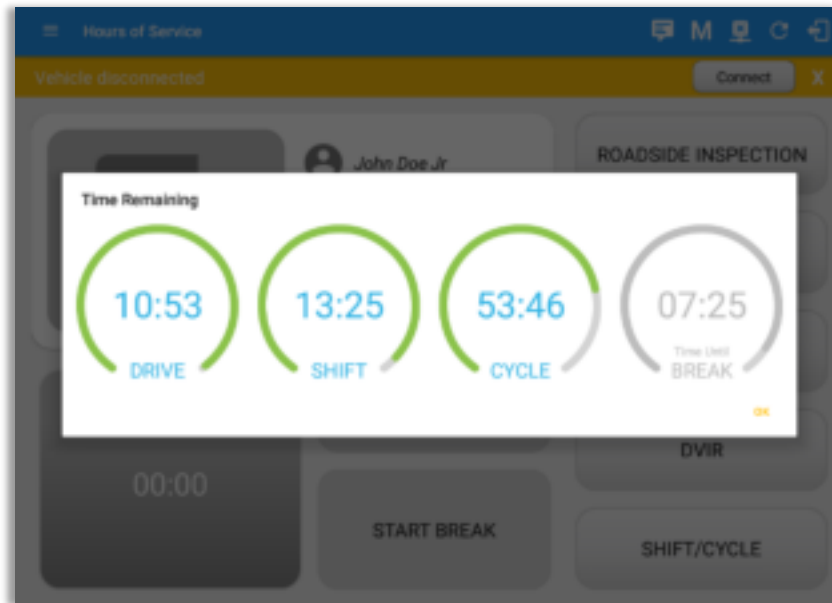 Hours of Service
M
Vehicle disconnected
Connect
X
John Doe Jr
ROADSIDE INSPECTION
Time Remaining
10:53
DRIVE
13:25
SHIFT
53:46
CYCLE
07:25
Time Until
BREAK
OK
00:00
START BREAK
DVIR
SHIFT/CYCLE